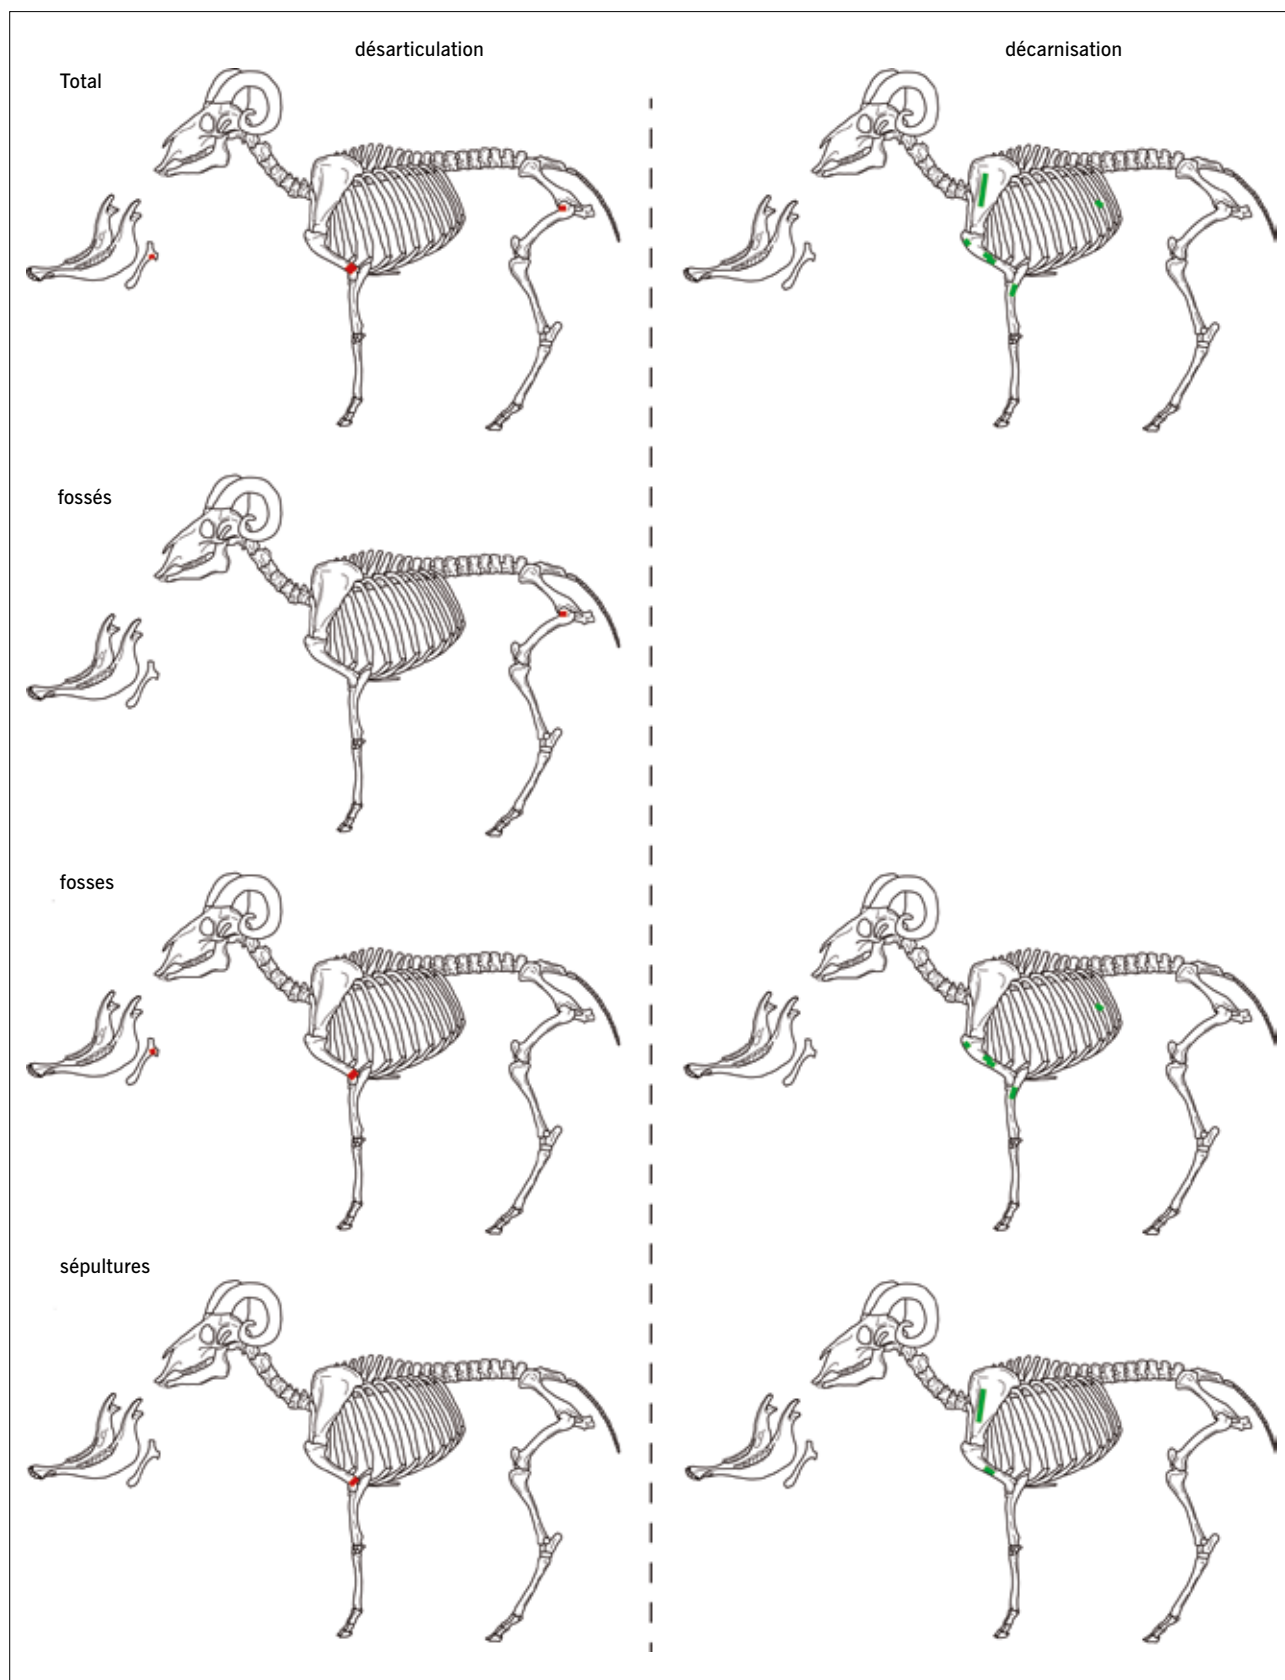 désarticulation
décarnisation
Total
fossés
fosses
sépultures